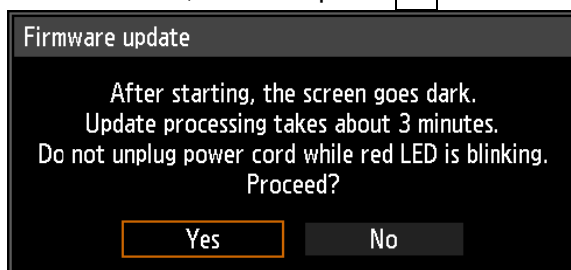 Firmware update
After starting, the screen goes dark.
Update processing takes about 3 minutes.
Do not unplug power cord while red LED is blinking.
Proceed?
Yes No